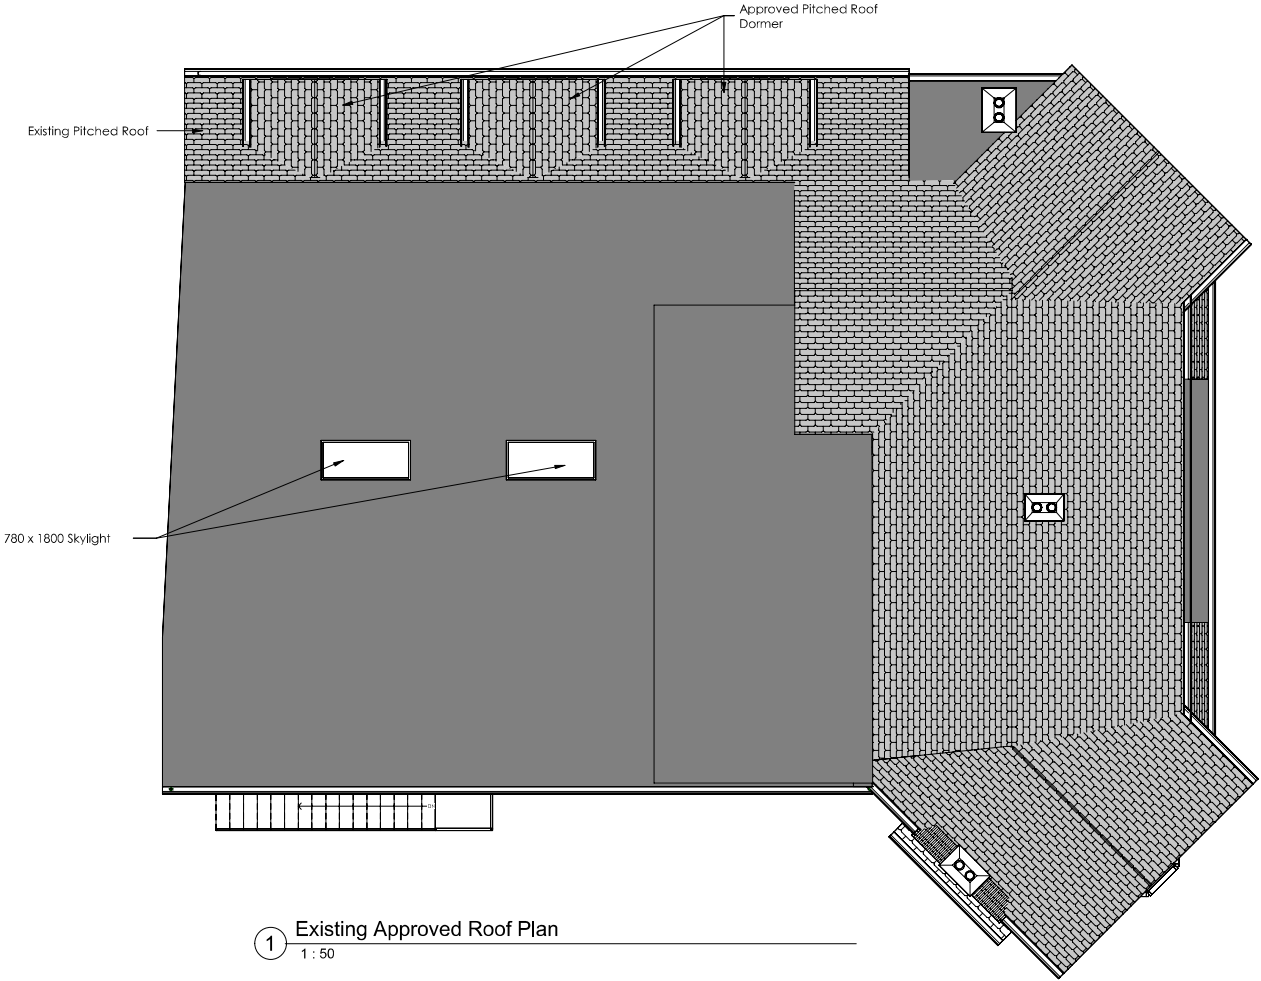 Approved Pitched Roof
Dormer
Existing Pitched Roof
780 x 1800 Skylight
1
Existing Approved Roof Plan
1 : 50